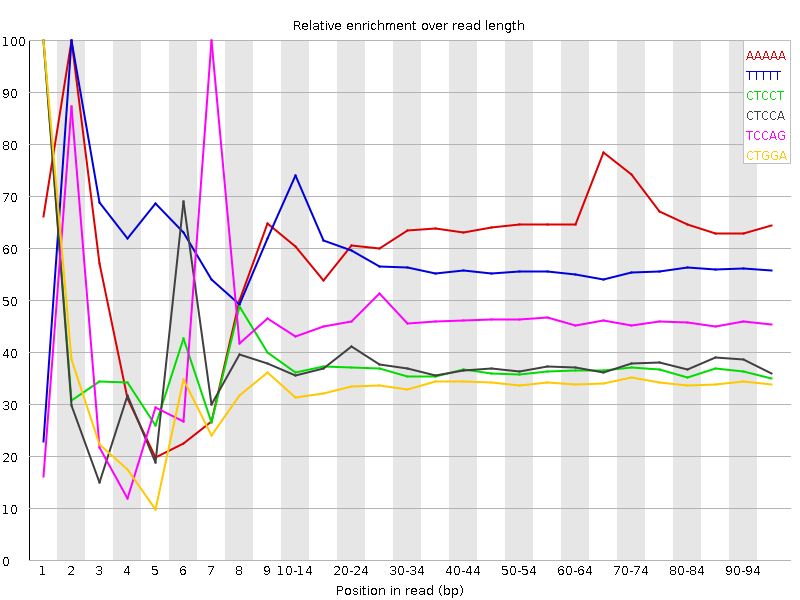 Relative enrichment over read length
100
90
80
70
60
50
40
30
20
10
0
AAAAA
TTTTT
CTCCT
CTCCA
TCCAG
CTGGA
1 2 3 4 5 6 7 8 9 10-14 20-24 30-34 40-44 50-54 60-64 70-74 80-84 90-94
Position in read (bp)